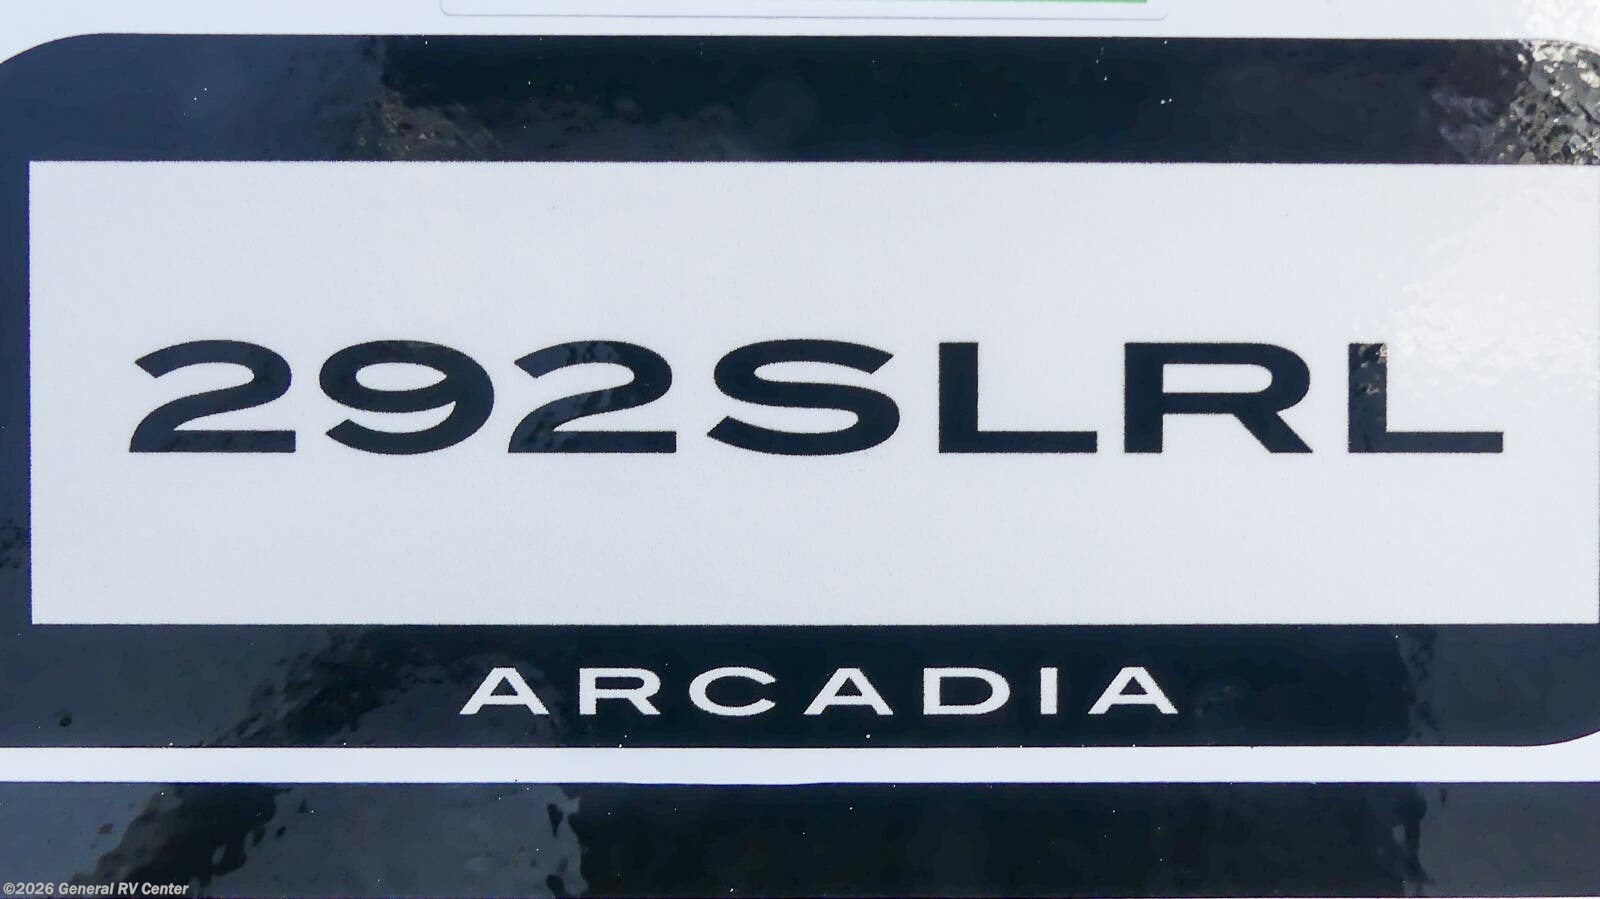 292SLRL
ARCADIA
©2026 General RV Center